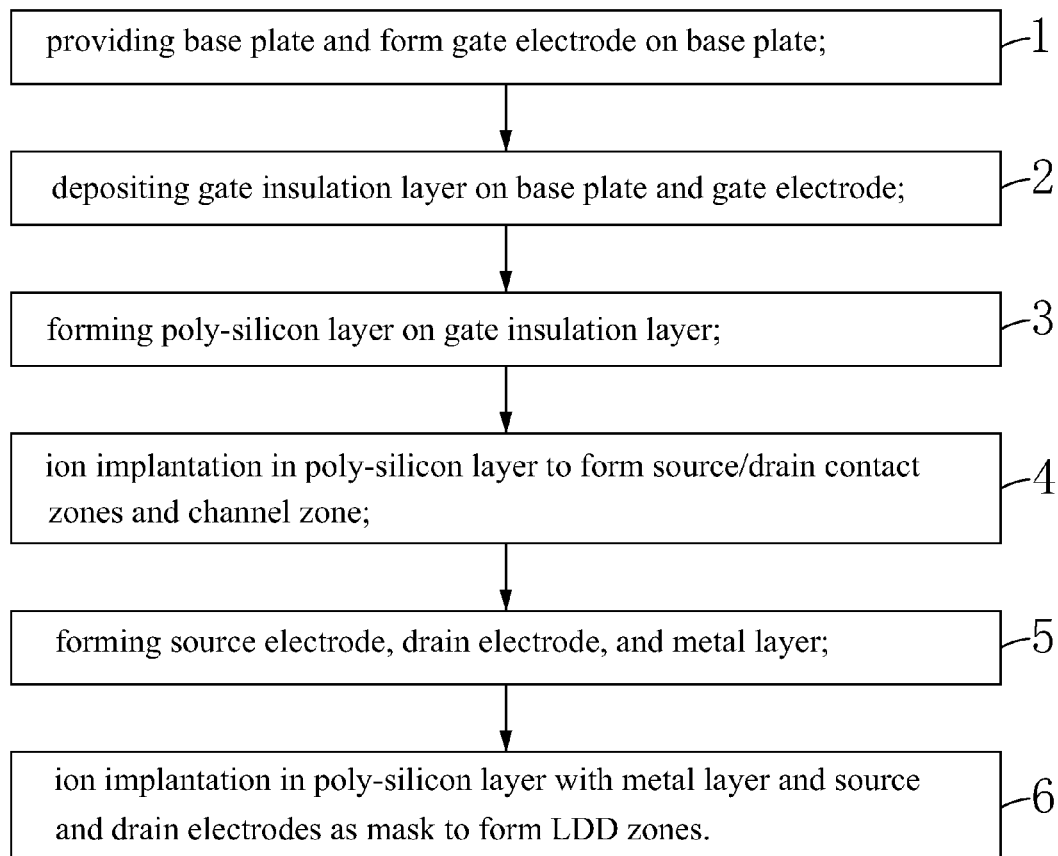 providing base plate and form gate electrode on base plate;
1
depositing gate insulation layer on base plate and gate electrode;
2
forming poly-silicon layer on gate insulation layer;
3
ion implantation in poly-silicon layer to form source/drain contact
zones and channel zone;
4
forming source electrode, drain electrode, and metal layer;
5
ion implantation in poly-silicon layer with metal layer and source
and drain electrodes as mask to form LDD zones.
6